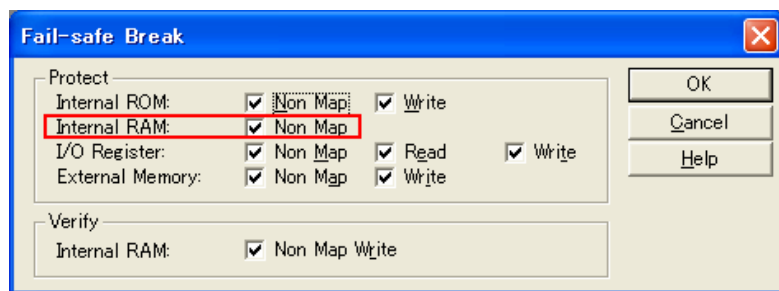 Fail-safe Break
Protect
Internal ROM: Non Map Write
Internal RAM: Non Map
I/O Register: Non Map Read Write
External Memory: Non Map Write
Verify
Internal RAM: Non Map Write
OK
Cancel
Help